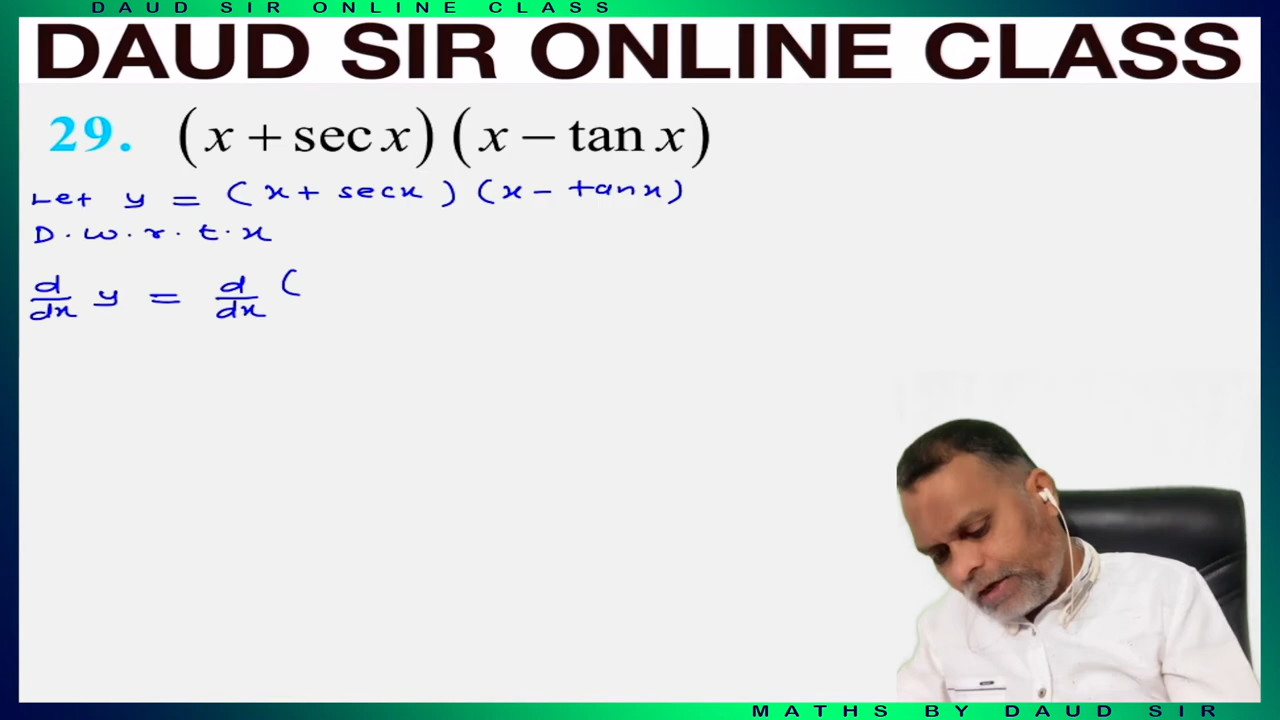 DAUD SIR ONLINE CLASS
DAUD SIR ONLINE CLASS
29. (x + sec x) (x − tan x)
Let y = (x + secx) (x − tanx)
D.w.r.t.x
d/dx y = d/dx (
MATHS BY DAUD SIR